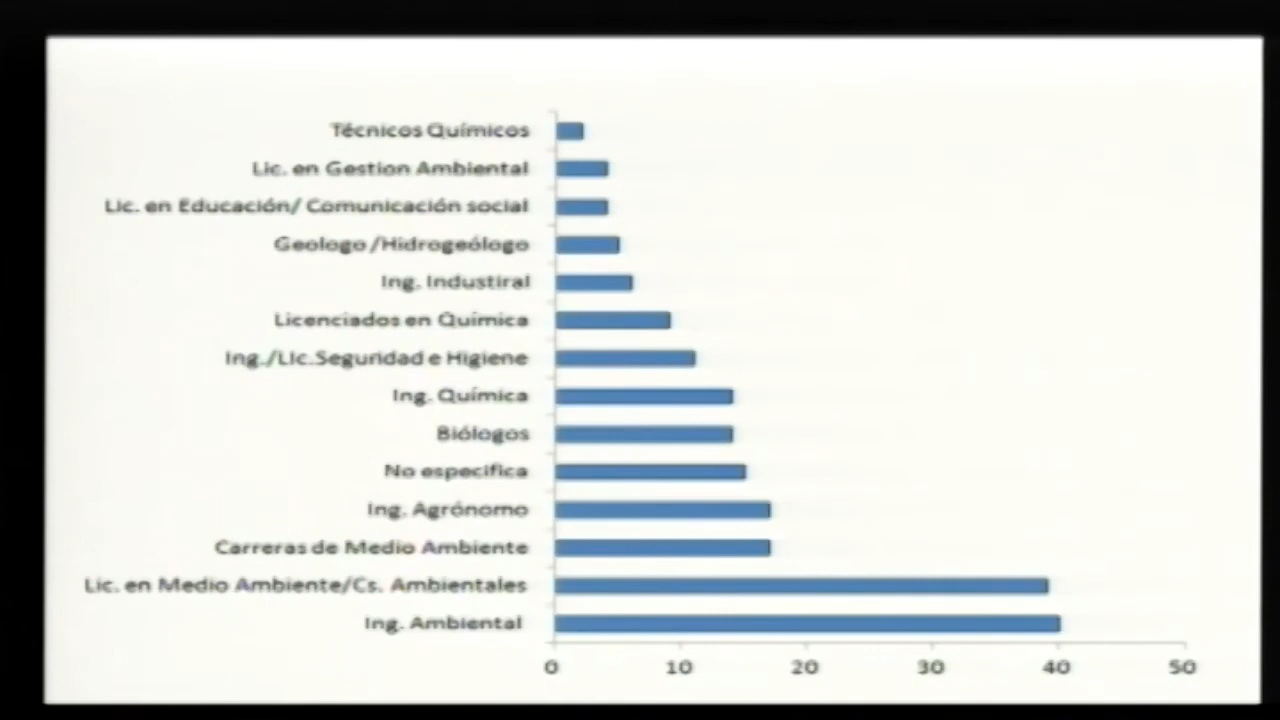 Técnicos Químicos
Lic. en Gestion Ambiental
Lic. en Educación/ Comunicación social
Geologo /Hidrogeólogo
Ing. Industiral
Licenciados en Química
Ing./LIc.Seguridad e Higiene
Ing. Química
Biólogos
No especifica
Ing. Agrónomo
Carreras de Medio Ambiente
Lic. en Medio Ambiente/Cs. Ambientales
Ing. Ambiental
0 10 20 30 40 50